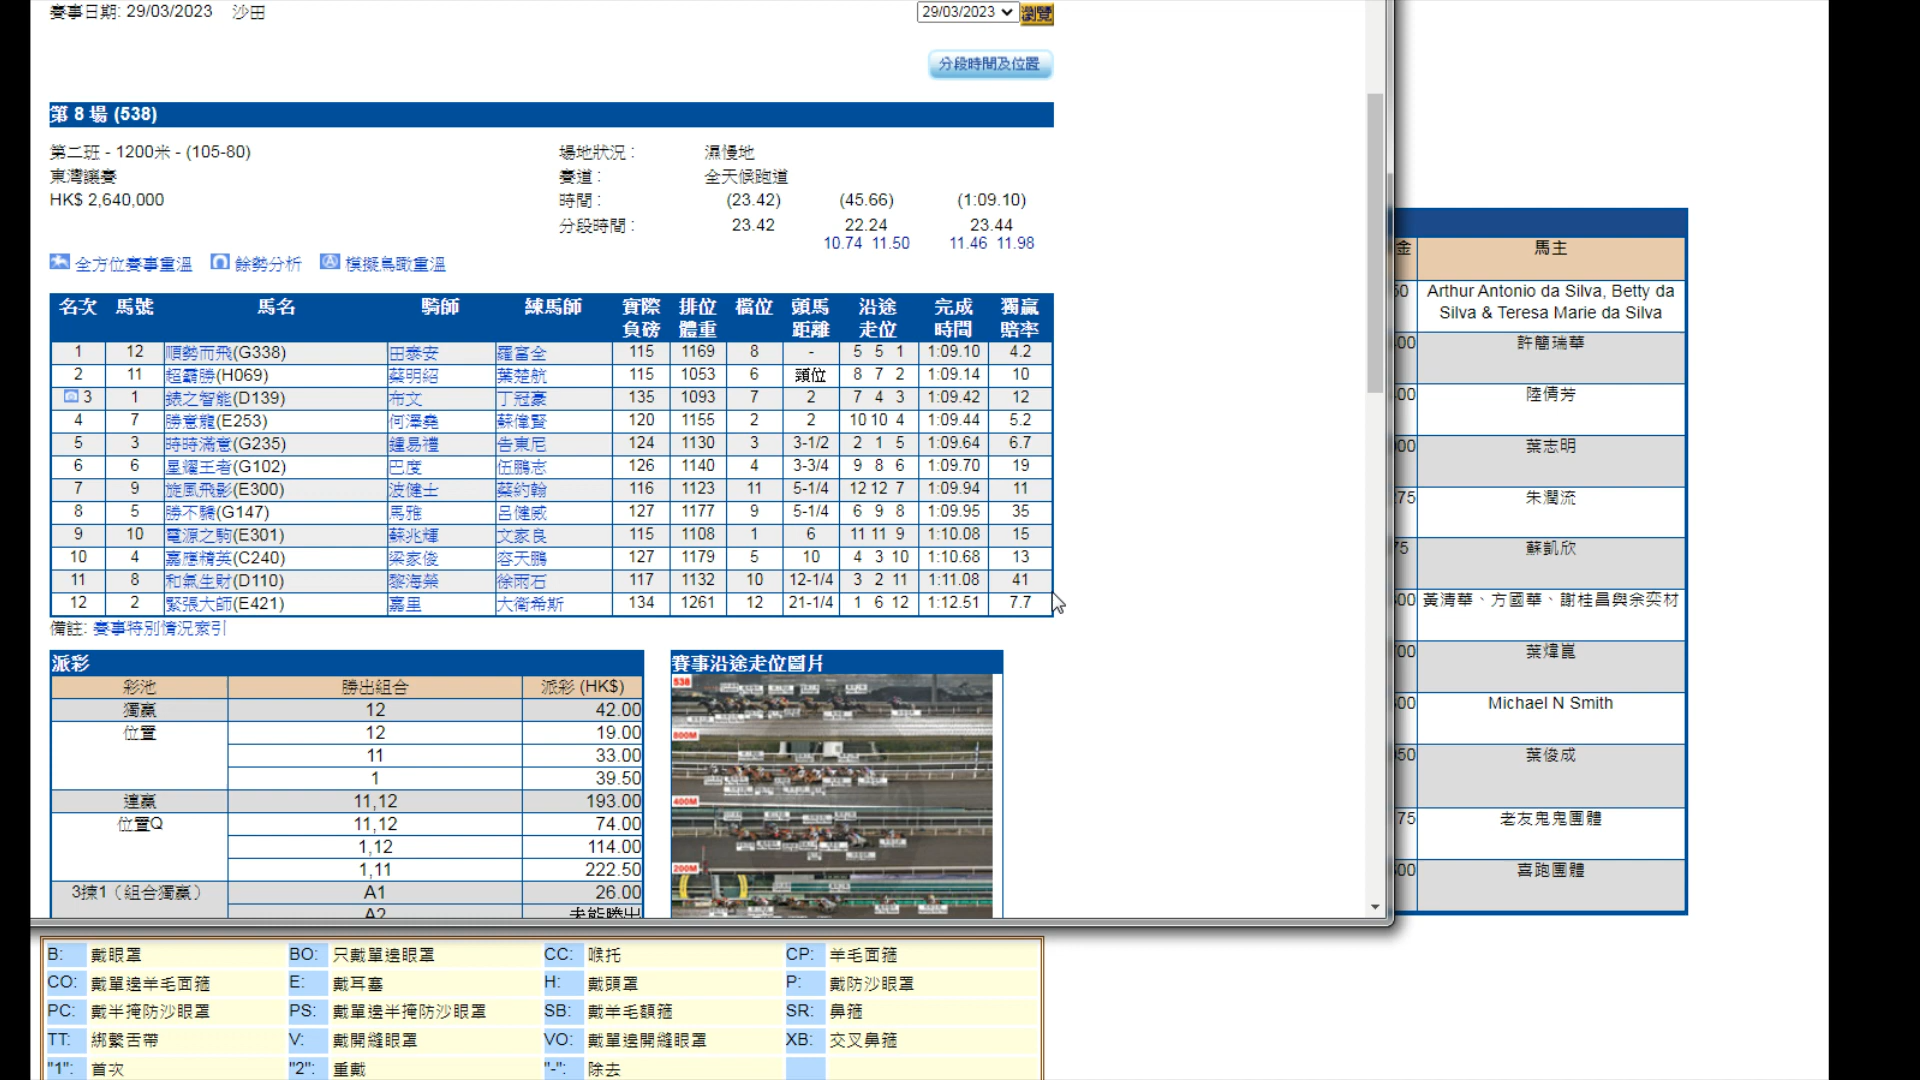 賽事日期: 29/03/2023 沙田
29/03/2023 瀏覽
分段時間及位置
第 8 場 (538)
第二班 - 1200米 - (105-80) 場地狀況 : 濕慢地
東灣讓賽 賽道 : 全天候跑道
HK$ 2,640,000 時間 : (23.42) (45.66) (1:09.10)
分段時間 : 23.42 22.24 23.44
10.74 11.50 11.46 11.98
全方位賽事重溫 餘勢分析 模擬鳥瞰重溫
名次 馬號 馬名 騎師 練馬師 實際負磅 排位體重 檔位 頭馬距離 沿途走位 完成時間 獨贏賠率
1 12 順勢而飛(G338) 田泰安 羅富全 115 1169 8 - 5 5 1 1:09.10 4.2
2 11 超霸勝(H069) 蔡明紹 葉楚航 115 1053 6 頭位 8 7 2 1:09.14 10
3 1 錶之智能(D139) 布文 丁冠豪 135 1093 7 2 7 4 3 1:09.42 12
4 7 勝意龍(E253) 何澤堯 蘇偉賢 120 1155 2 2 10 10 4 1:09.44 5.2
5 3 時時滿意(G235) 鍾易禮 告東尼 124 1130 3 3-1/2 2 1 5 1:09.64 6.7
6 6 星耀王者(G102) 巴度 伍鵬志 126 1140 4 3-3/4 9 8 6 1:09.70 19
7 9 旋風飛影(E300) 波健士 蔡約翰 116 1123 11 5-1/4 12 12 7 1:09.94 11
8 5 勝不驕(G147) 馬雅 呂健威 127 1177 9 5-1/4 6 9 8 1:09.95 35
9 10 電源之駒(E301) 蘇兆輝 文家良 115 1108 1 6 11 11 9 1:10.08 15
10 4 嘉應精英(C240) 梁家俊 容天鵬 127 1179 5 10 4 3 10 1:10.68 13
11 8 和氣生財(D110) 黎海榮 徐雨石 117 1132 10 12-1/4 3 2 11 1:11.08 41
12 2 緊張大師(E421) 嘉里 大衛希斯 134 1261 12 21-1/4 1 6 12 1:12.51 7.7
備註: 賽事特別情況索引
派彩
彩池 勝出組合 派彩 (HK$)
獨贏 12 42.00
位置 12 19.00
11 33.00
1 39.50
連贏 11,12 193.00
位置Q 11,12 74.00
1,12 114.00
1,11 222.50
3揀1（組合獨贏） A1 26.00
A2 未能勝出
賽事沿途走位圖片
538
800M
400M
200M
金 馬主
50 Arthur Antonio da Silva, Betty da
Silva & Teresa Marie da Silva
00 許簡瑞華
00 陸倩芳
00 葉志明
275 朱潤流
75 蘇凱欣
00 黃清華、方國華、謝桂昌與余奕材
700 葉煒崑
00 Michael N Smith
350 葉俊成
75 老友鬼鬼團體
00 喜跑團體
B: 戴眼罩 BO: 只戴單邊眼罩 CC: 喉托 CP: 羊毛面箍
CO: 戴單邊羊毛面箍 E: 戴耳塞 H: 戴頭罩 P: 戴防沙眼罩
PC: 戴半掩防沙眼罩 PS: 戴單邊半掩防沙眼罩 SB: 戴羊毛額箍 SR: 鼻箍
TT: 綁繫舌帶 V: 戴開縫眼罩 VO: 戴單邊開縫眼罩 XB: 交叉鼻箍
"1": 首次 "2": 重戴 "-": 除去